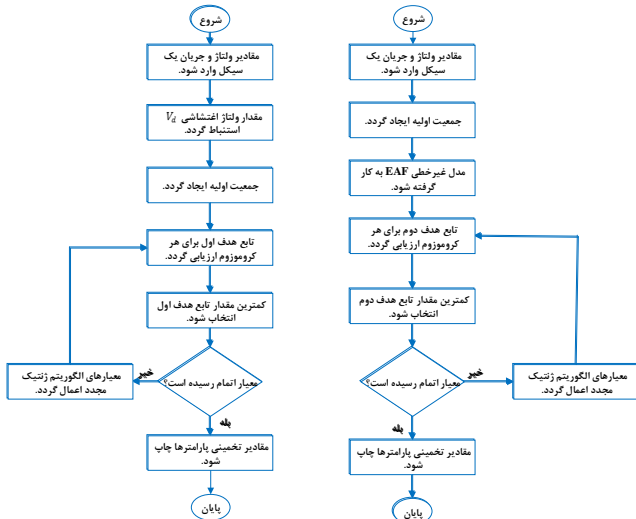 شروع
مقادیر ولتاژ و جریان یک
سیکل وارد شود.
جمعیت اولیه ایجاد گردد.
مدل غیرخطی EAF به کار
گرفته شود.
تابع هدف دوم برای هر
کروموزوم ارزیابی گردد.
کمترین مقدار تابع هدف دوم
انتخاب شود.
معیار اتمام رسیده است؟
خیر
معیارهای الگوریتم ژنتیک
مجدد اعمال گردد.
بله
مقادیر تخمینی پارامترها چاپ
شود.
پایان
شروع
مقادیر ولتاژ و جریان یک
سیکل وارد شود.
مقدار ولتاژ اغتشاشی Vd
استنباط گردد.
جمعیت اولیه ایجاد گردد.
تابع هدف اول برای هر
کروموزوم ارزیابی گردد.
کمترین مقدار تابع هدف اول
انتخاب شود.
معیار اتمام رسیده است؟
خیر
معیارهای الگوریتم ژنتیک
مجدد اعمال گردد.
بله
مقادیر تخمینی پارامترها چاپ
شود.
پایان